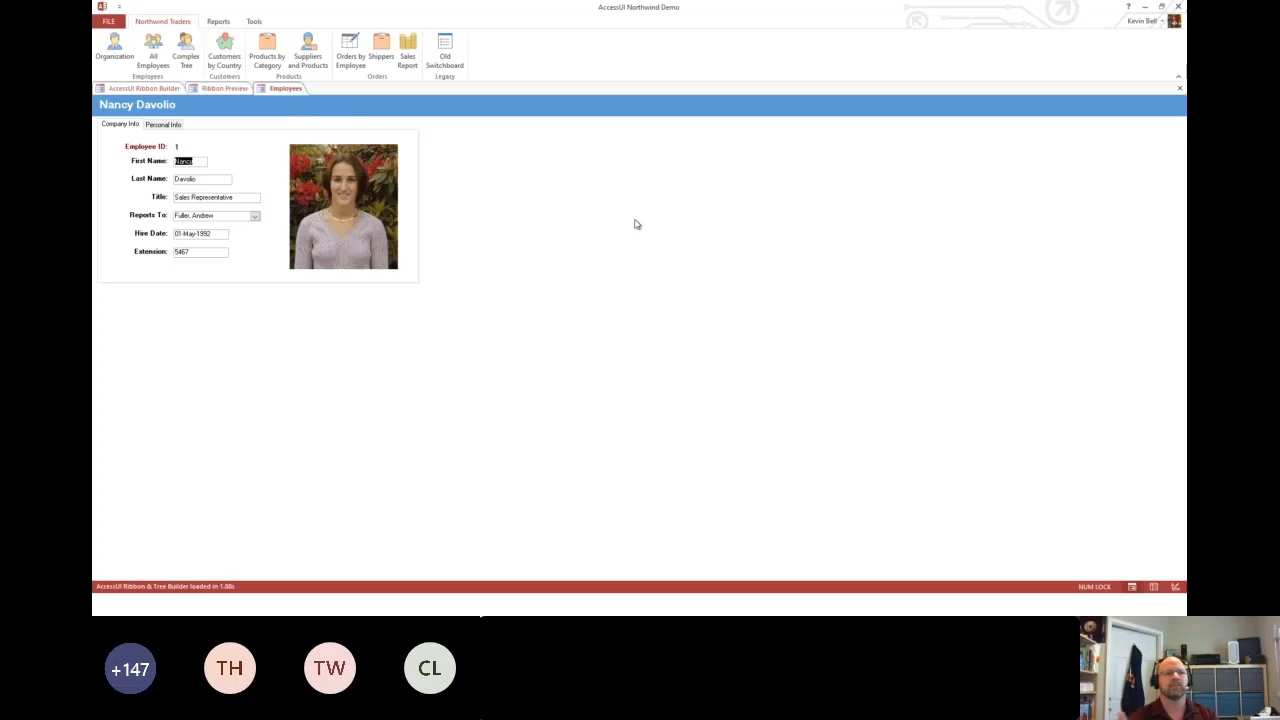 AccessUI Northwind Demo
?
FILE Northwind Traders Reports Tools Kevin Bell
Organization All Employees Complex Tree Customers by Country Products by Category Suppliers and Products Orders by Employee Shippers Sales Report Old Switchboard
Employees Customers Products Orders Legacy
AccessUI Ribbon Builder Ribbon Preview Employees
Nancy Davolio
Company Info Personal Info
Employee ID: 1
First Name: Nancy
Last Name: Davolio
Title: Sales Representative
Reports To: Fuller, Andrew
Hire Date: 01-May-1992
Extension: 5467
AccessUI Ribbon & Tree Builder loaded in 1.88s NUM LOCK
+147 TH TW CL